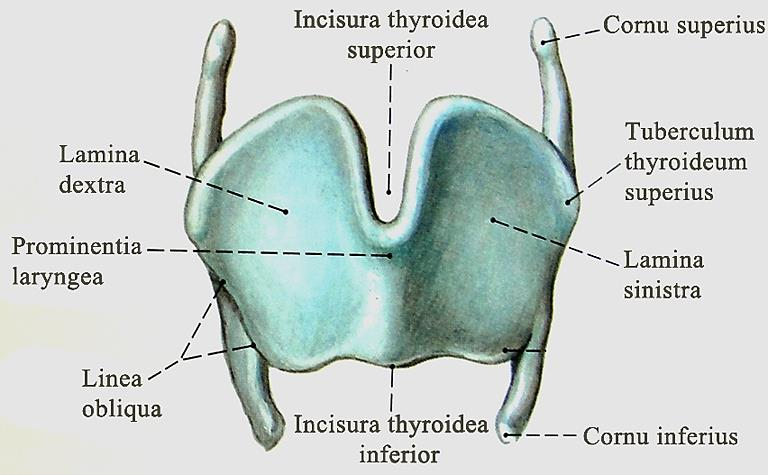 Incisura thyroidea
superior
Cornu superius
Lamina
dextra
Tuberculum
thyroideum
superius
Prominentia
laryngea
Lamina
sinistra
Linea
obliqua
Incisura thyroidea
inferior
Cornu inferius